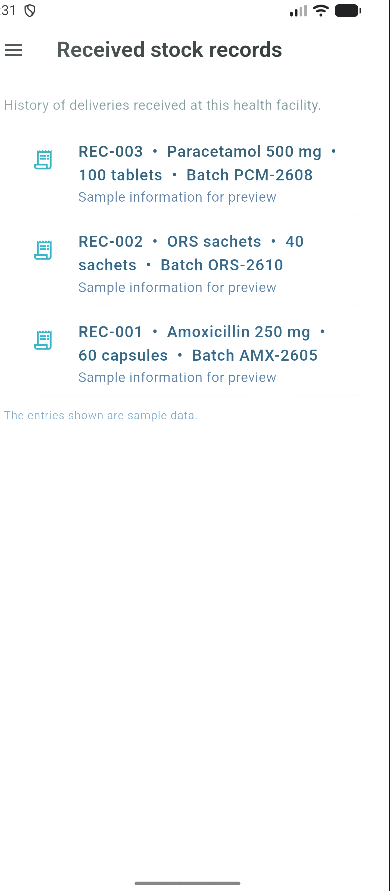 :31
Received stock records
History of deliveries received at this health facility.
REC-003 • Paracetamol 500 mg •
100 tablets • Batch PCM-2608
Sample information for preview
REC-002 • ORS sachets • 40
sachets • Batch ORS-2610
Sample information for preview
REC-001 • Amoxicillin 250 mg •
60 capsules • Batch AMX-2605
Sample information for preview
The entries shown are sample data.